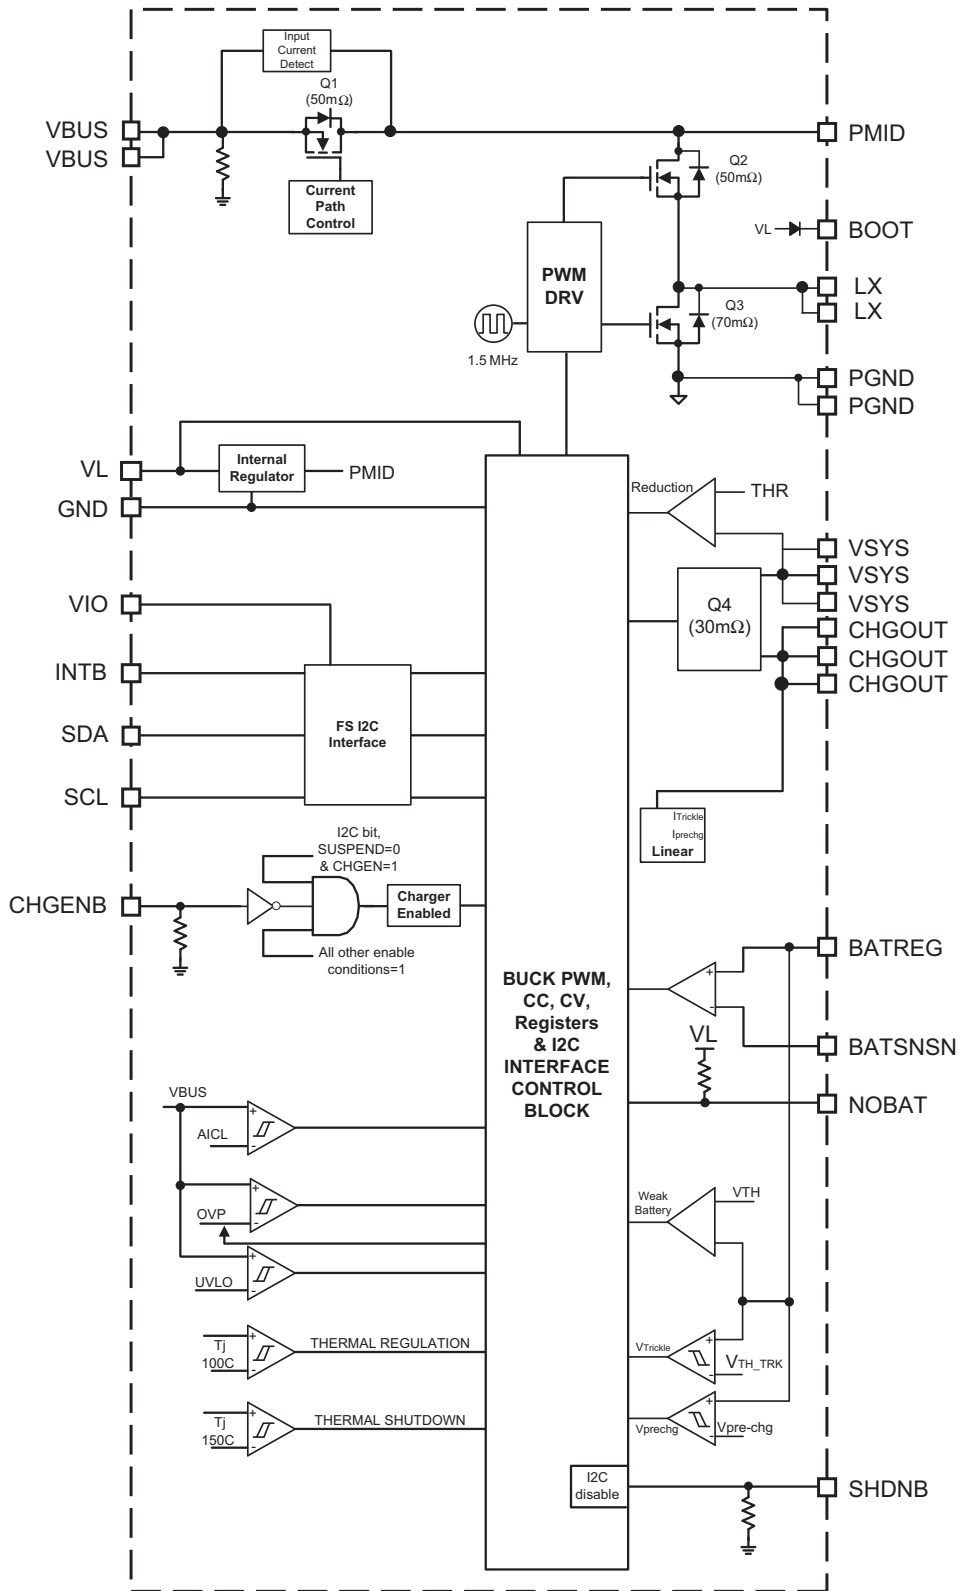 Input
Current
Detect
Q1
(50mΩ)
VBUS
VBUS
PMID
Current
Path
Control
Q2
(50mΩ)
VL
BOOT
PWM
DRV
LX
LX
Q3
(70mΩ)
1.5 MHz
PGND
PGND
VL
Internal
Regulator
PMID
GND
Reduction
THR
VSYS
VSYS
VSYS
CHGOUT
CHGOUT
CHGOUT
Q4
(30mΩ)
VIO
INTB
SDA
SCL
FS I2C
Interface
ITrickle
Iprechg
Linear
I2C bit,
SUSPEND=0
& CHGEN=1
CHGENB
Charger
Enabled
All other enable
conditions=1
BUCK PWM,
CC, CV,
Registers
& I2C
INTERFACE
CONTROL
BLOCK
+
-
BATREG
BATSNSN
VL
NOBAT
VBUS
+
AICL
-
+
OVP
-
+
UVLO
-
Weak
Battery
VTH
+
Tj
100C
-
THERMAL REGULATION
VTrickle
+
-
VTH_TRK
+
Tj
150C
-
THERMAL SHUTDOWN
Vprechg
+
-
Vpre-chg
I2C
disable
SHDNB